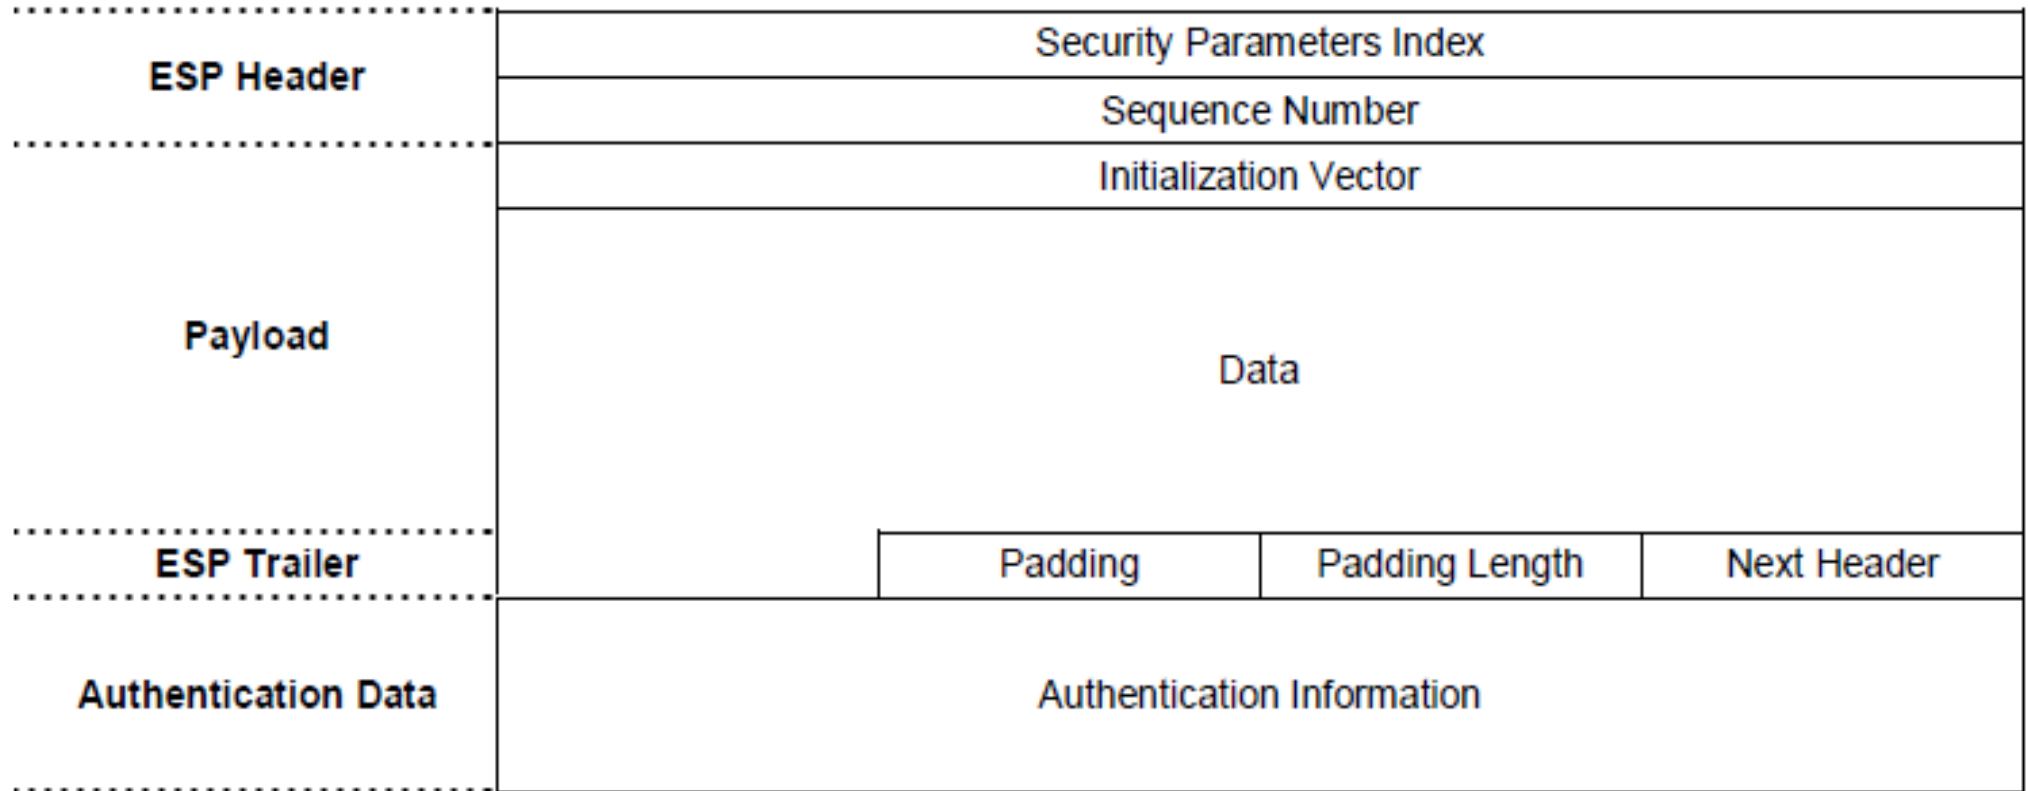 Security Parameters Index
ESP Header
Sequence Number
Initialization Vector
Payload
Data
ESP Trailer
Padding
Padding Length
Next Header
Authentication Data
Authentication Information